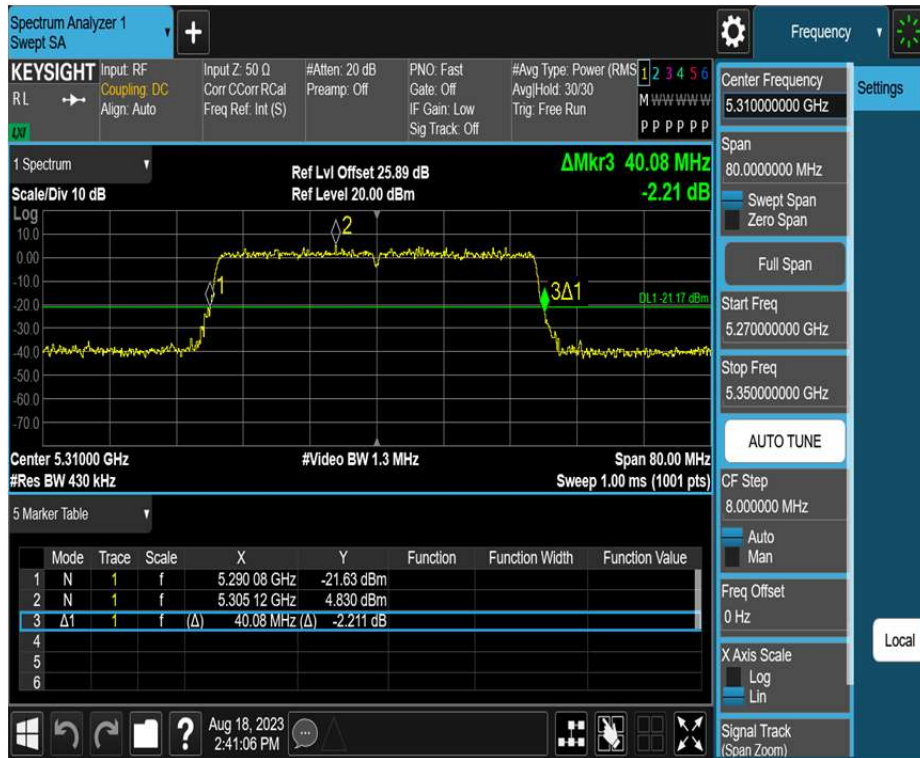 Spectrum Analyzer 1
Swept SA
+
Frequency
KEYSIGHT
RL
LXI
Input: RF
Coupling: DC
Align: Auto
Input Z: 50 Ω
Corr CCorr RCal
Freq Ref: Int (S)
#Atten: 20 dB
Preamp: Off
PNO: Fast
Gate: Off
IF Gain: Low
Sig Track: Off
#Avg Type: Power (RMS
Avg|Hold: 30/30
Trig: Free Run
1 2 3 4 5 6
M W W W W W
P P P P P P
1 Spectrum
Scale/Div 10 dB
Ref Lvl Offset 25.89 dB
Ref Level 20.00 dBm
ΔMkr3 40.08 MHz
-2.21 dB
Log
10.0
0.00
-10.0
-20.0
-30.0
-40.0
-50.0
-60.0
-70.0
2
1
3Δ1
DL1 -21.17 dBm
Center 5.31000 GHz
#Video BW 1.3 MHz
Span 80.00 MHz
#Res BW 430 kHz
Sweep 1.00 ms (1001 pts)
5 Marker Table
Mode Trace Scale X Y Function Function Width Function Value
1 N 1 f 5.290 08 GHz -21.63 dBm
2 N 1 f 5.305 12 GHz 4.830 dBm
3 Δ1 1 f (Δ) 40.08 MHz (Δ) -2.211 dB
4
5
6
Aug 18, 2023
2:41:06 PM
?
Center Frequency
5.310000000 GHz
Settings
Span
80.0000000 MHz
Swept Span
Zero Span
Full Span
Start Freq
5.270000000 GHz
Stop Freq
5.350000000 GHz
AUTO TUNE
CF Step
8.000000 MHz
Auto
Man
Freq Offset
0 Hz
Local
X Axis Scale
Log
Lin
Signal Track
(Span Zoom)